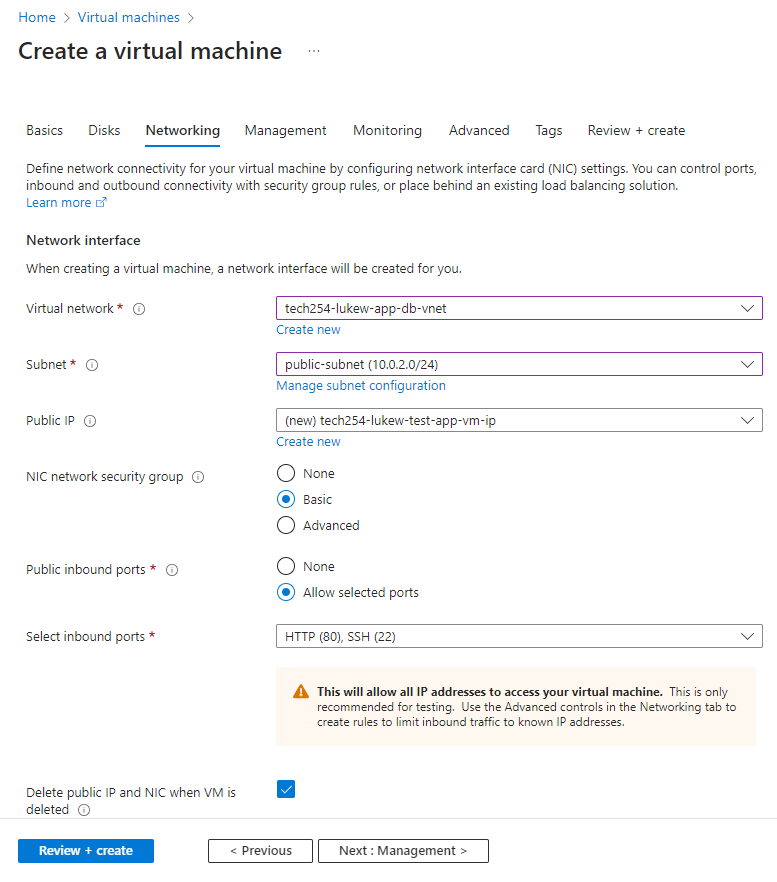 Home > Virtual machines >
Create a virtual machine ...
Basics Disks Networking Management Monitoring Advanced Tags Review + create
Define network connectivity for your virtual machine by configuring network interface card (NIC) settings. You can control ports,
inbound and outbound connectivity with security group rules, or place behind an existing load balancing solution.
Learn more
Network interface
When creating a virtual machine, a network interface will be created for you.
Virtual network * tech254-lukew-app-db-vnet
Create new
Subnet * public-subnet (10.0.2.0/24)
Manage subnet configuration
Public IP (new) tech254-lukew-test-app-vm-ip
Create new
NIC network security group None
Basic
Advanced
Public inbound ports * None
Allow selected ports
Select inbound ports * HTTP (80), SSH (22)
This will allow all IP addresses to access your virtual machine. This is only
recommended for testing. Use the Advanced controls in the Networking tab to
create rules to limit inbound traffic to known IP addresses.
Delete public IP and NIC when VM is
deleted
Review + create < Previous Next : Management >